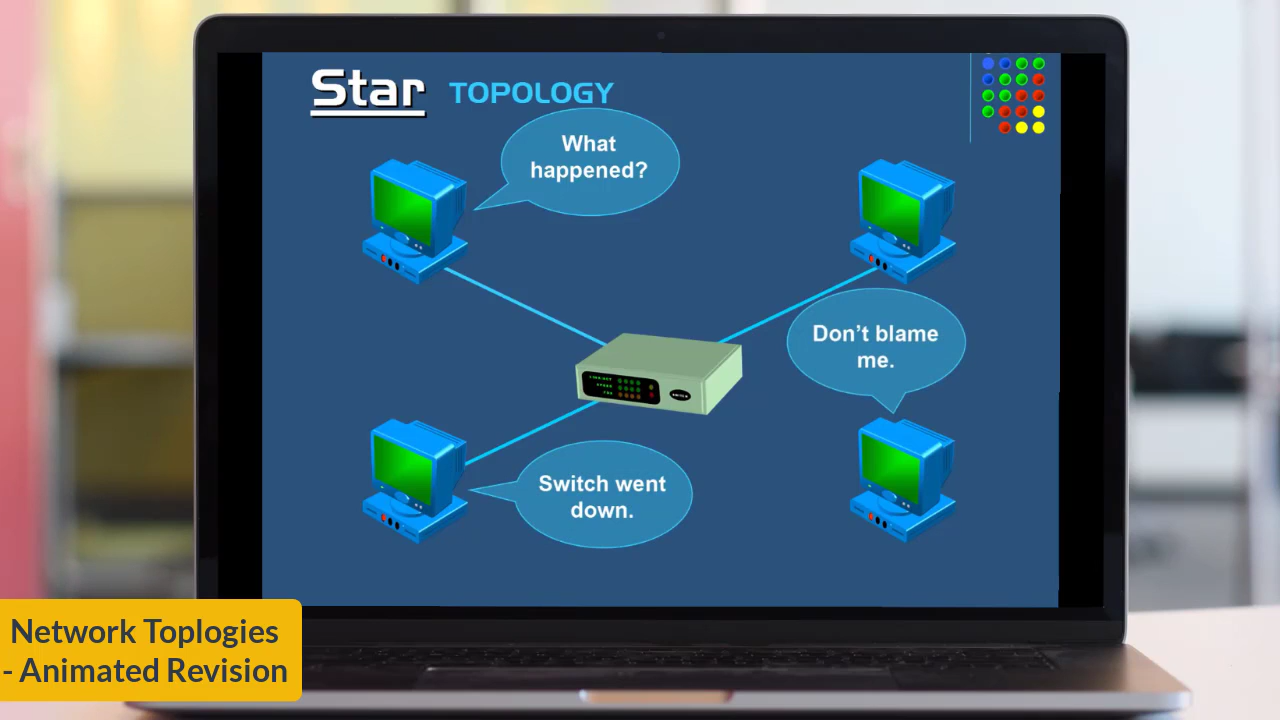 Star TOPOLOGY
What
happened?
Don't blame
me.
Switch went
down.
Network Toplogies
- Animated Revision